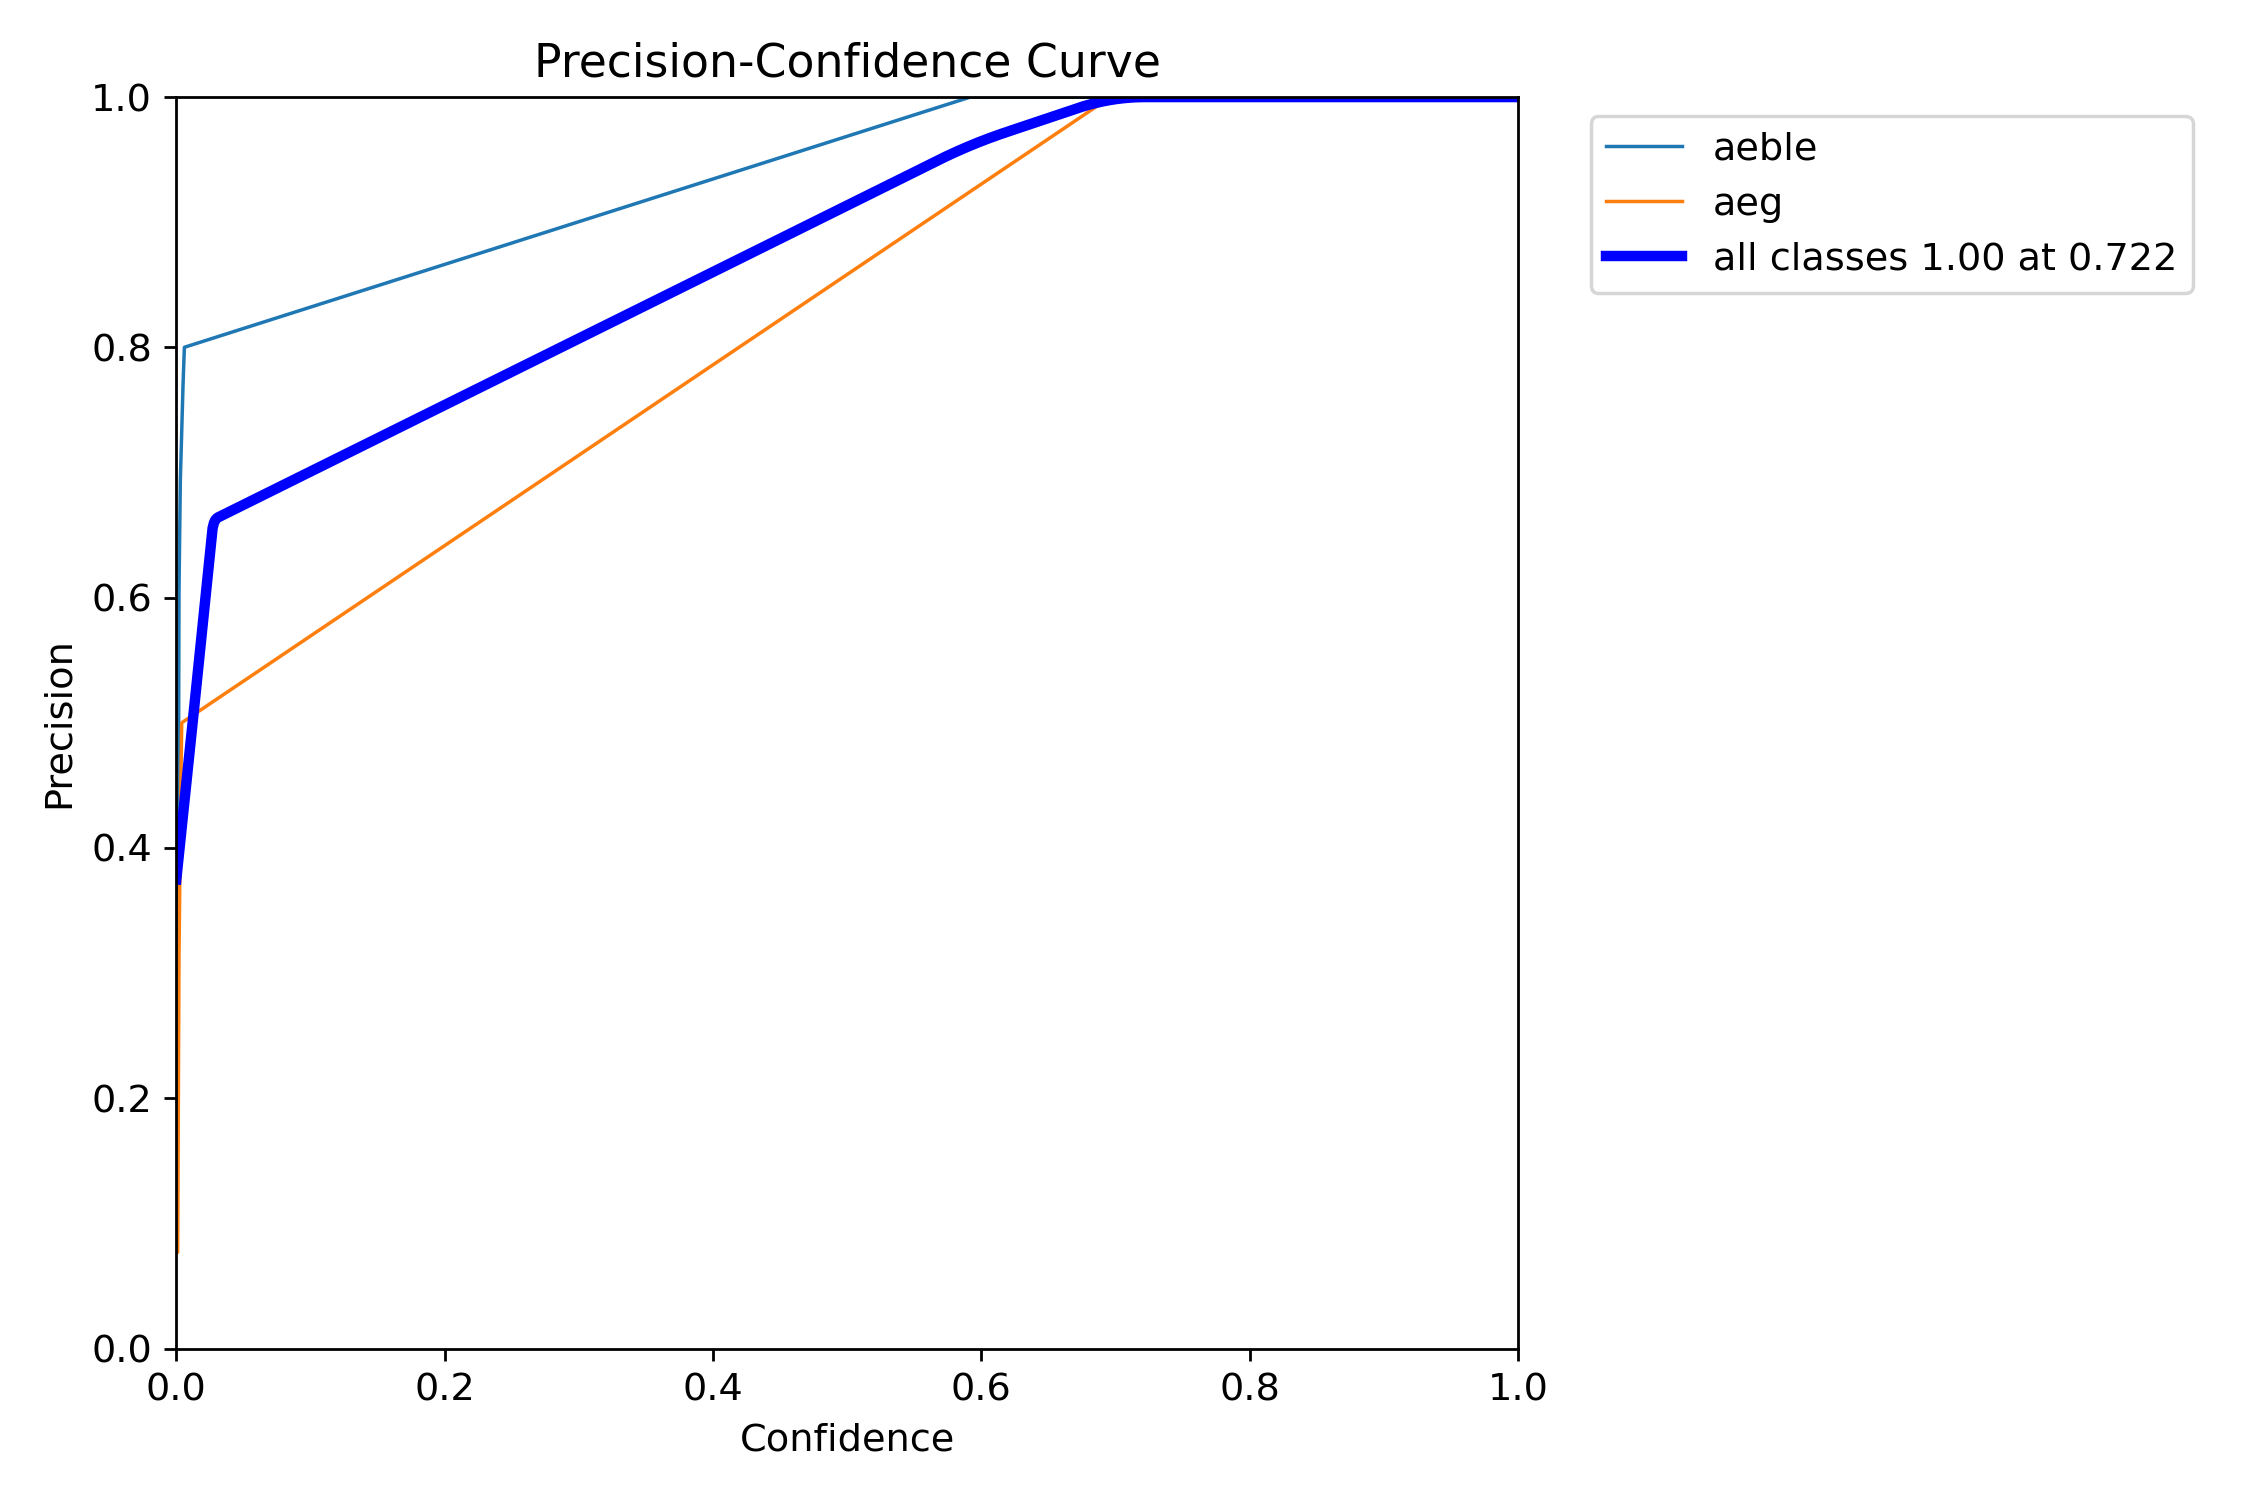 Precision-Confidence Curve
1.0
0.8
0.6
0.4
0.2
0.0
Precision
0.0 0.2 0.4 0.6 0.8 1.0
Confidence
aeble
aeg
all classes 1.00 at 0.722